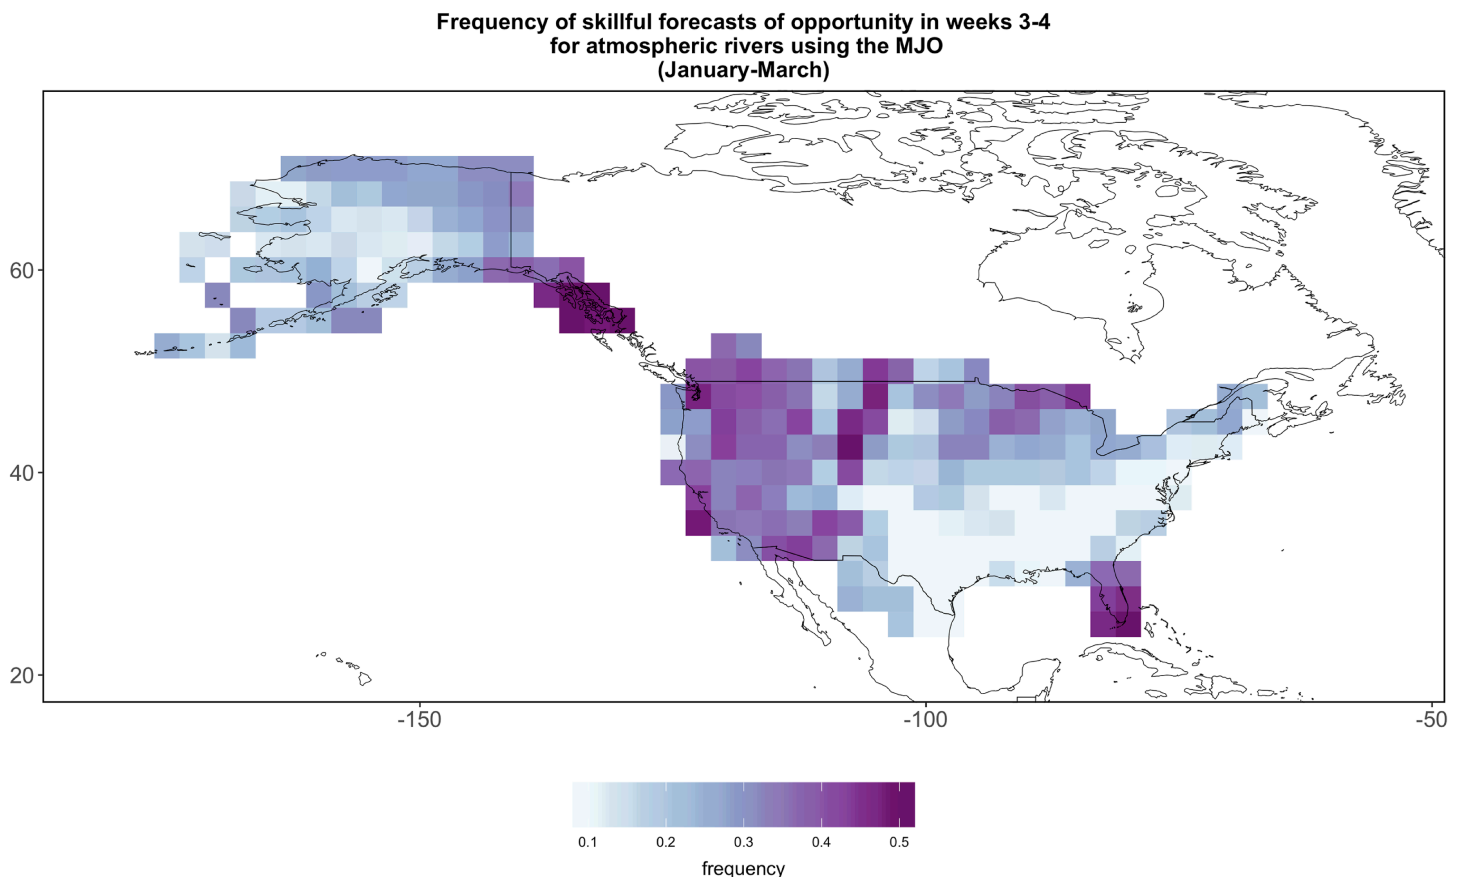 Frequency of skillful forecasts of opportunity in weeks 3-4
for atmospheric rivers using the MJO
(January-March)
60
40
20
-150 -100 -50
0.1 0.2 0.3 0.4 0.5
frequency